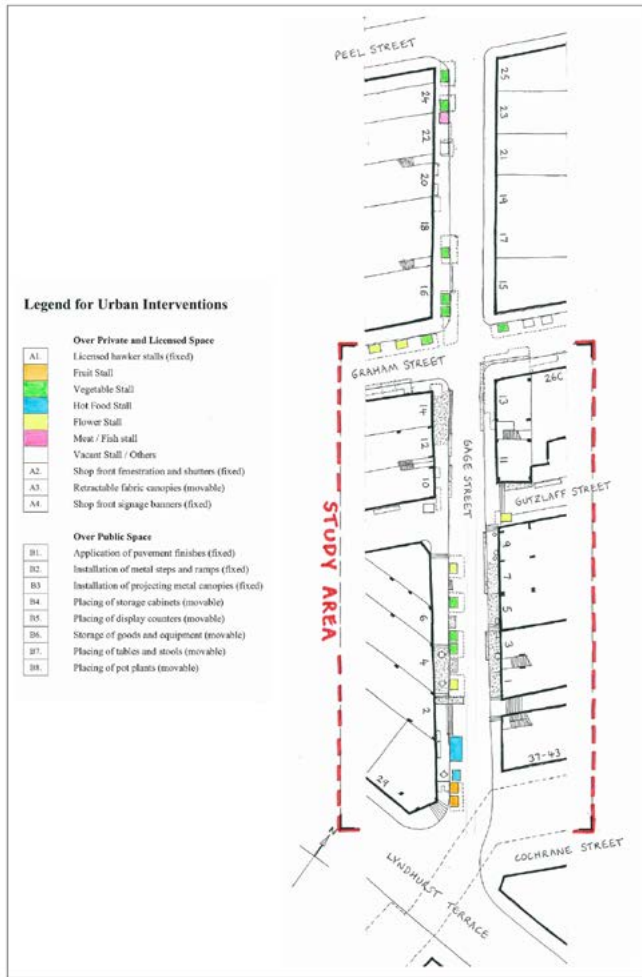 PEEL STREET
25
24
23
22
21
20
19
18
17
16
15
GRAHAM STREET
26C
14
13
12
11
10
GAGE STREET
GUTZLAFF STREET
STUDY AREA
9
7
6
5
4
3
2
1
37-43
29
N
LYNDHURST TERRACE
COCHRANE STREET
Legend for Urban Interventions
Over Private and Licensed Space
A1. Licensed hawker stalls (fixed)
Fruit Stall
Vegetable Stall
Hot Food Stall
Flower Stall
Meat / Fish stall
Vacant Stall / Others
A2. Shop front fenestration and shutters (fixed)
A3. Retractable fabric canopies (movable)
A4. Shop front signage banners (fixed)
Over Public Space
B1. Application of pavement finishes (fixed)
B2. Installation of metal steps and ramps (fixed)
B3 Installation of projecting metal canopies (fixed)
B4. Placing of storage cabinets (movable)
B5. Placing of display counters (movable)
B6. Storage of goods and equipment (movable)
B7. Placing of tables and stools (movable)
B8. Placing of pot plants (movable)